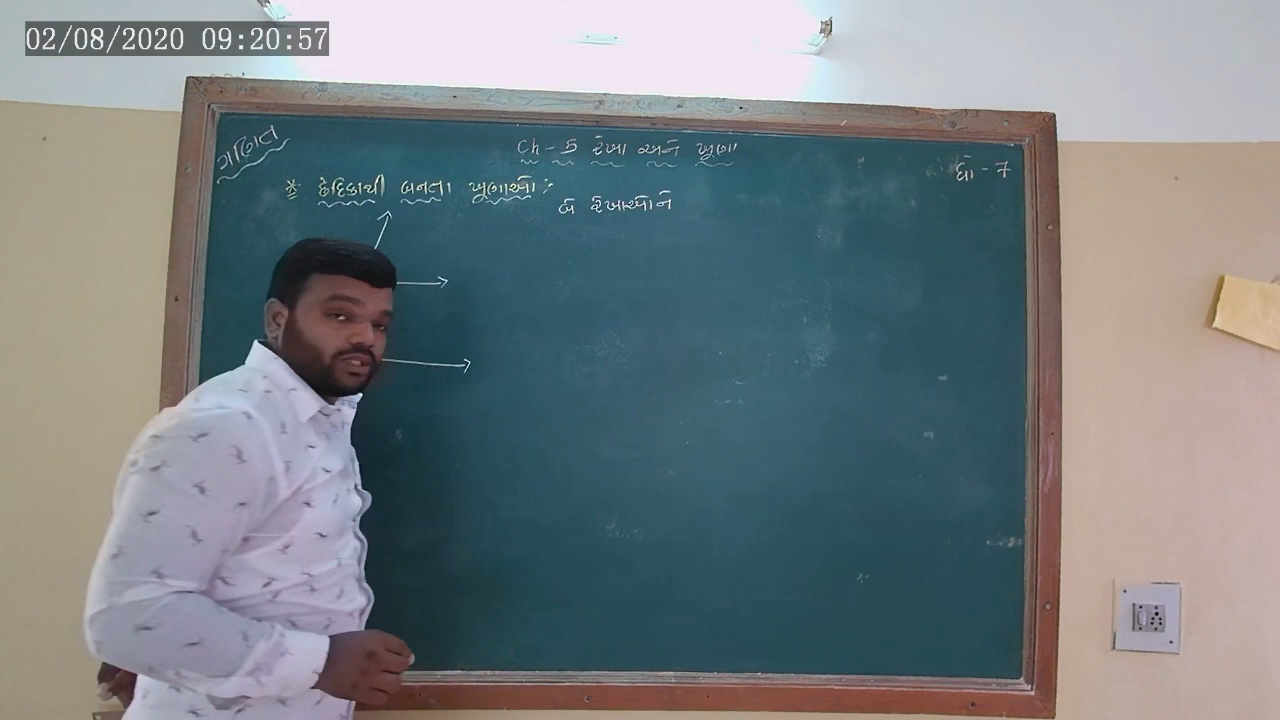 02/08/2020 09:20:57
ગણિત
Ch - 5 રેખા અને ખૂણા
ધો - 7
* છેદિકાથી બનતા ખૂણાઓ :-
બે રેખાઓને